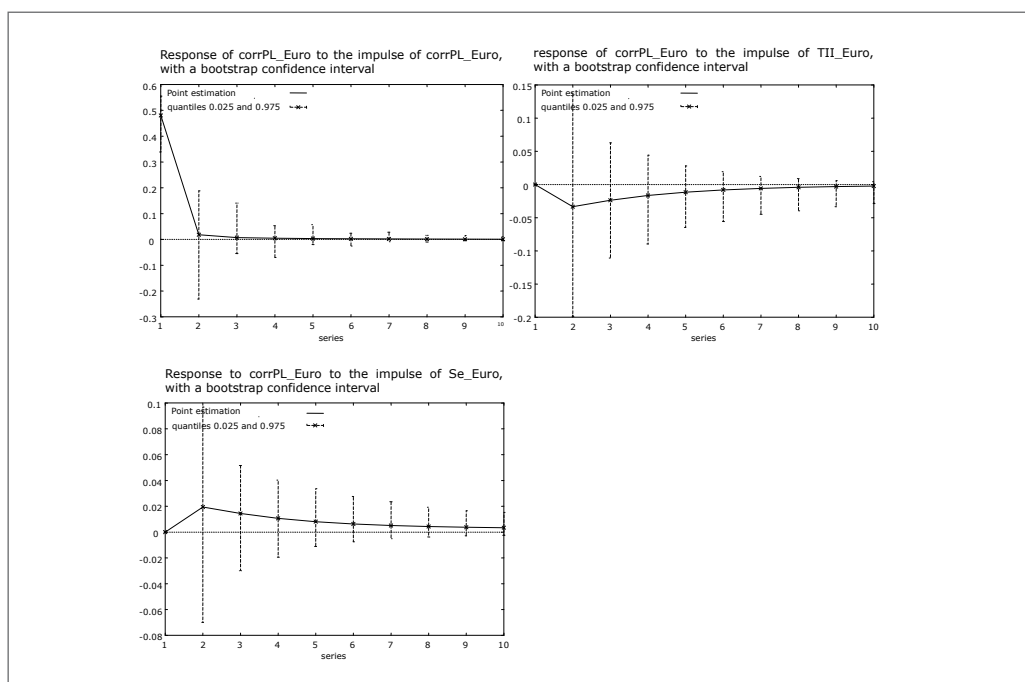 Response of corrPL_Euro to the impulse of corrPL_Euro,
with a bootstrap confidence interval
0.6
0.5
0.4
0.3
0.2
0.1
0
-0.1
-0.2
-0.3
Point estimation
quantiles 0.025 and 0.975
1 2 3 4 5 6 7 8 9 10
series
response of corrPL_Euro to the impulse of TII_Euro,
with a bootstrap confidence interval
0.15
0.1
0.05
0
-0.05
-0.1
-0.15
-0.2
Point estimation
quantiles 0.025 and 0.975
1 2 3 4 5 6 7 8 9 10
series
Response to corrPL_Euro to the impulse of Se_Euro,
with a bootstrap confidence interval
0.1
0.08
0.06
0.04
0.02
0
-0.02
-0.04
-0.06
-0.08
Point estimation
quantiles 0.025 and 0.975
1 2 3 4 5 6 7 8 9 10
series